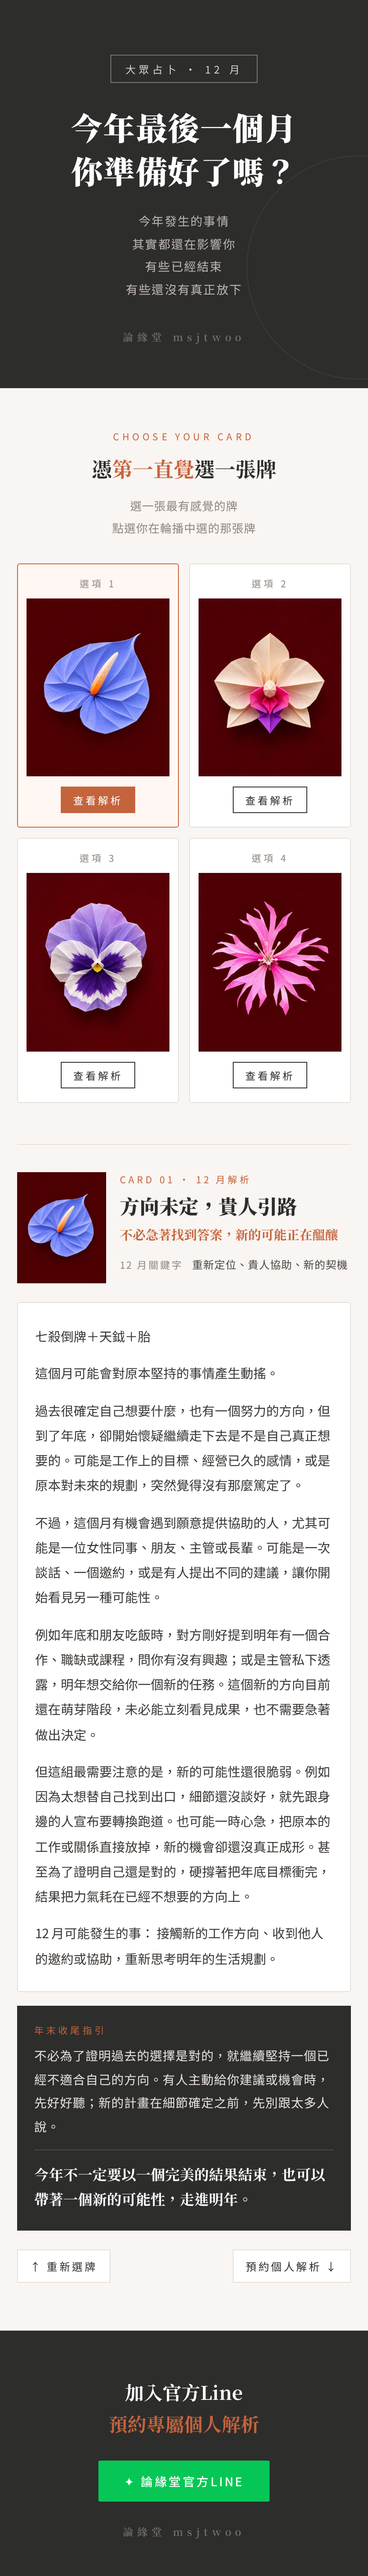 大眾占卜 · 12 月
今年最後一個月
你準備好了嗎？
今年發生的事情
其實都還在影響你
有些已經結束
有些還沒有真正放下
論緣堂 msjtwoo
CHOOSE YOUR CARD
憑第一直覺選一張牌
選一張最有感覺的牌
點選你在輪播中選的那張牌
選項 1
查看解析
選項 2
查看解析
選項 3
查看解析
選項 4
查看解析
CARD 01 · 12 月解析
方向未定，貴人引路
不必急著找到答案，新的可能正在醞釀
12 月關鍵字 重新定位、貴人協助、新的契機
七殺倒牌＋天鉞＋胎
這個月可能會對原本堅持的事情產生動搖。
過去很確定自己想要什麼，也有一個努力的方向，但
到了年底，卻開始懷疑繼續走下去是不是自己真正想
要的。可能是工作上的目標、經營已久的感情，或是
原本對未來的規劃，突然覺得沒有那麼篤定了。
不過，這個月有機會遇到願意提供協助的人，尤其可
能是一位女性同事、朋友、主管或長輩。可能是一次
談話、一個邀約，或是有人提出不同的建議，讓你開
始看見另一種可能性。
例如年底和朋友吃飯時，對方剛好提到明年有一個合
作、職缺或課程，問你有沒有興趣；或是主管私下透
露，明年想交給你一個新的任務。這個新的方向目前
還在萌芽階段，未必能立刻看見成果，也不需要急著
做出決定。
但這組最需要注意的是，新的可能性還很脆弱。例如
因為太想替自己找到出口，細節還沒談好，就先跟身
邊的人宣布要轉換跑道。也可能一時心急，把原本的
工作或關係直接放掉，新的機會卻還沒真正成形。甚
至為了證明自己還是對的，硬撐著把年底目標衝完，
結果把力氣耗在已經不想要的方向上。
12 月可能發生的事： 接觸新的工作方向、收到他人
的邀約或協助，重新思考明年的生活規劃。
年末收尾指引
不必為了證明過去的選擇是對的，就繼續堅持一個已
經不適合自己的方向。有人主動給你建議或機會時，
先好好聽；新的計畫在細節確定之前，先別跟太多人
說。
今年不一定要以一個完美的結果結束，也可以
帶著一個新的可能性，走進明年。
↑ 重新選牌
預約個人解析 ↓
加入官方Line
預約專屬個人解析
✦ 論緣堂官方LINE
論緣堂 msjtwoo